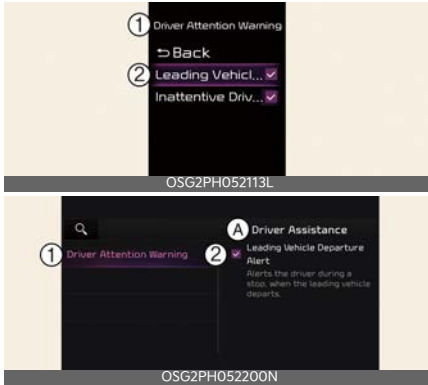 ① Driver Attention Warning
Back
② Leading Vehicl...
Inattentive Driv...
OSG2PH052113L
A Driver Assistance
① Driver Attention Warning
② Leading Vehicle Departure
Alert
Alerts the driver during a
stop, when the leading vehicle
departs.
OSG2PH052200N